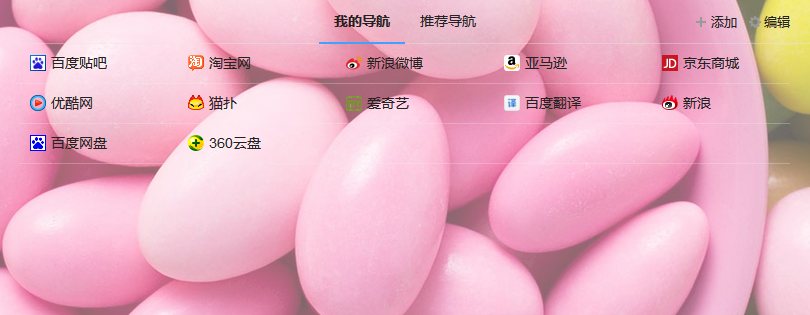 我的导航 推荐导航 添加 编辑
百度贴吧 淘宝网 新浪微博 亚马逊 京东商城
优酷网 猫扑 爱奇艺 百度翻译 新浪
百度网盘 360云盘